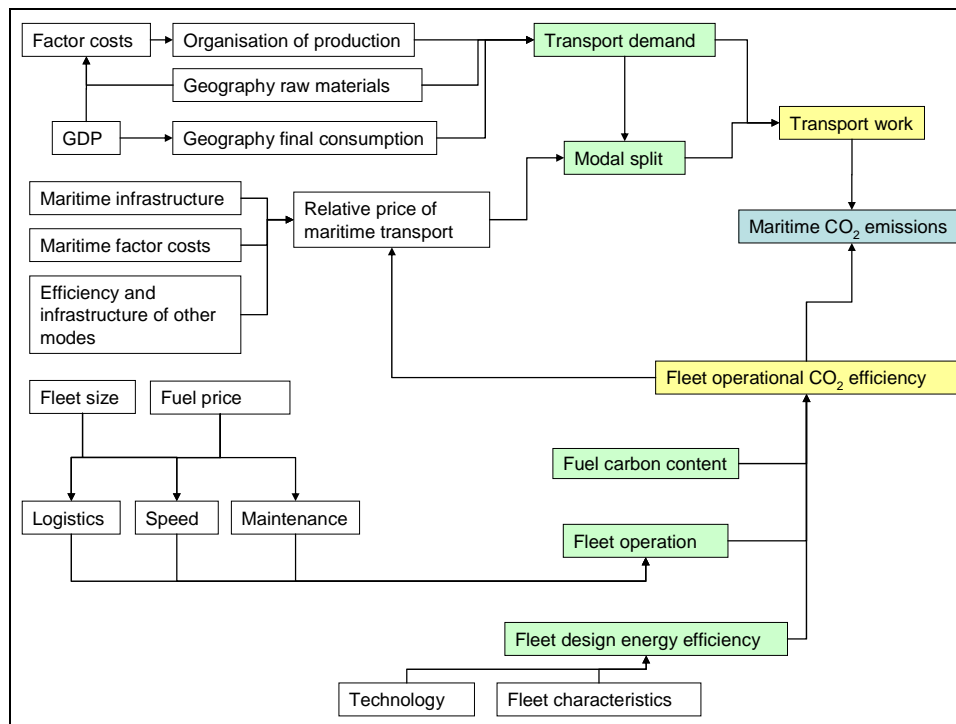 Factor costs
Organisation of production
Transport demand
Geography raw materials
GDP
Geography final consumption
Transport work
Modal split
Maritime infrastructure
Relative price of
maritime transport
Maritime factor costs
Maritime CO₂ emissions
Efficiency and
infrastructure of other
modes
Fleet operational CO₂ efficiency
Fleet size
Fuel price
Fuel carbon content
Logistics
Speed
Maintenance
Fleet operation
Fleet design energy efficiency
Technology
Fleet characteristics